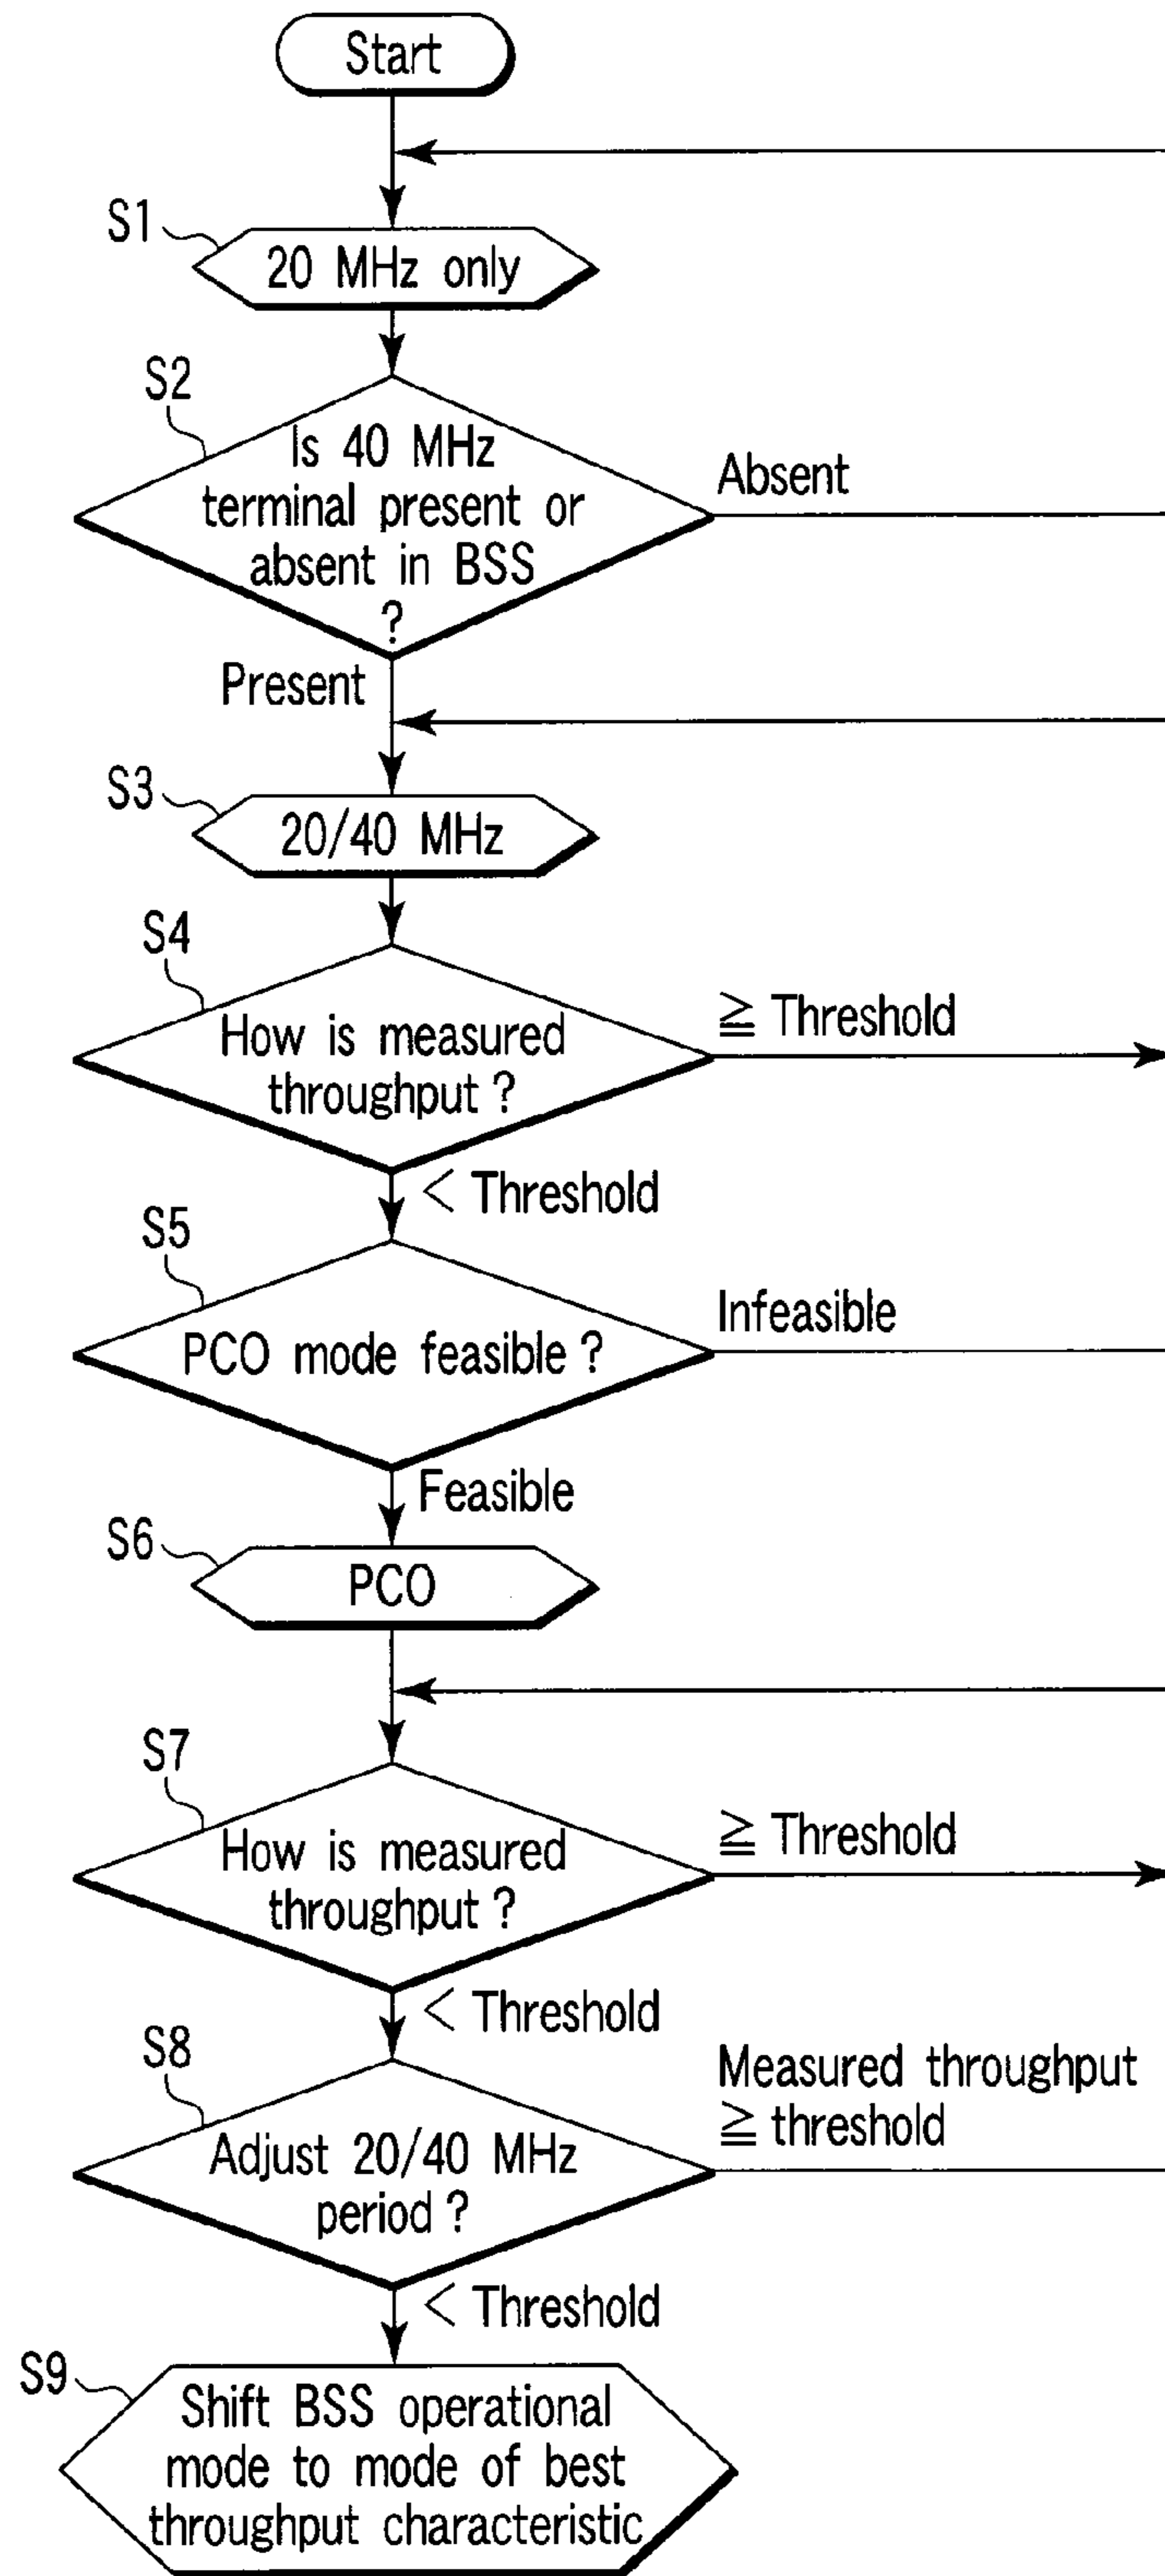 Start
S1
20 MHz only
S2
Is 40 MHz
terminal present or
absent in BSS
?
Absent
Present
S3
20/40 MHz
S4
How is measured
throughput ?
≧ Threshold
< Threshold
S5
PCO mode feasible ?
Infeasible
Feasible
S6
PCO
S7
How is measured
throughput ?
≧ Threshold
< Threshold
S8
Adjust 20/40 MHz
period ?
Measured throughput
≧ threshold
< Threshold
S9
Shift BSS operational
mode to mode of best
throughput characteristic